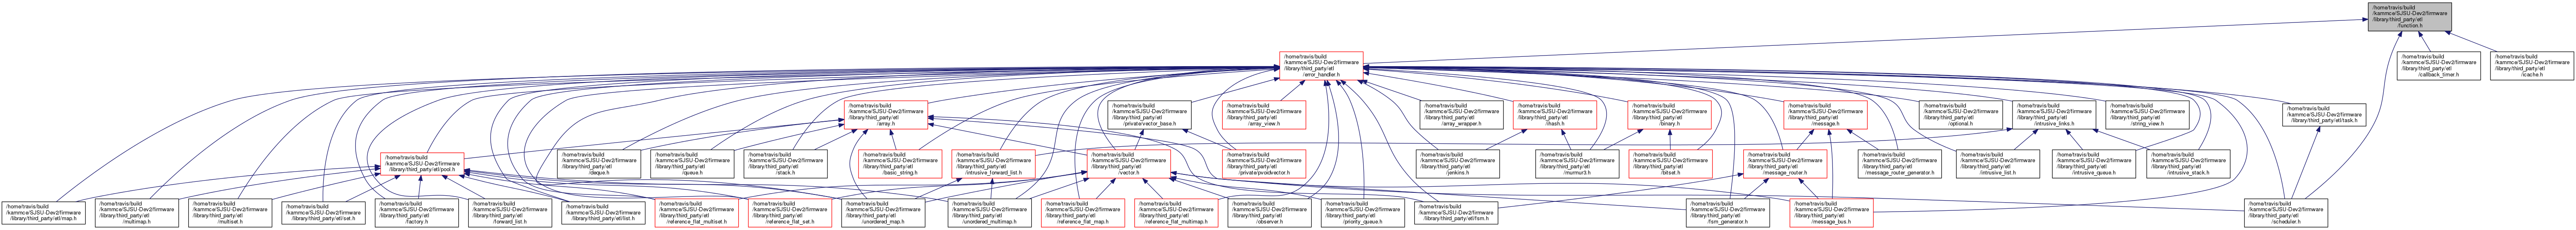 /home/travis/build
/kammce/SJSU-Dev2/firmware
/library/third_party/etl
/function.h
/home/travis/build
/kammce/SJSU-Dev2/firmware
/library/third_party/etl
/error_handler.h
/home/travis/build
/kammce/SJSU-Dev2/firmware
/library/third_party/etl
/callback_timer.h
/home/travis/build
/kammce/SJSU-Dev2/firmware
/library/third_party/etl
/icache.h
/home/travis/build
/kammce/SJSU-Dev2/firmware
/library/third_party/etl
/array.h
/home/travis/build
/kammce/SJSU-Dev2/firmware
/library/third_party/etl
/private/vector_base.h
/home/travis/build
/kammce/SJSU-Dev2/firmware
/library/third_party/etl
/array_view.h
/home/travis/build
/kammce/SJSU-Dev2/firmware
/library/third_party/etl
/array_wrapper.h
/home/travis/build
/kammce/SJSU-Dev2/firmware
/library/third_party/etl
/hash.h
/home/travis/build
/kammce/SJSU-Dev2/firmware
/library/third_party/etl
/binary.h
/home/travis/build
/kammce/SJSU-Dev2/firmware
/library/third_party/etl
/message.h
/home/travis/build
/kammce/SJSU-Dev2/firmware
/library/third_party/etl
/optional.h
/home/travis/build
/kammce/SJSU-Dev2/firmware
/library/third_party/etl
/intrusive_links.h
/home/travis/build
/kammce/SJSU-Dev2/firmware
/library/third_party/etl
/string_view.h
/home/travis/build
/kammce/SJSU-Dev2/firmware
/library/third_party/etl/task.h
/home/travis/build
/kammce/SJSU-Dev2/firmware
/library/third_party/etl/pool.h
/home/travis/build
/kammce/SJSU-Dev2/firmware
/library/third_party/etl
/deque.h
/home/travis/build
/kammce/SJSU-Dev2/firmware
/library/third_party/etl
/queue.h
/home/travis/build
/kammce/SJSU-Dev2/firmware
/library/third_party/etl
/stack.h
/home/travis/build
/kammce/SJSU-Dev2/firmware
/library/third_party/etl
/basic_string.h
/home/travis/build
/kammce/SJSU-Dev2/firmware
/library/third_party/etl
/intrusive_forward_list.h
/home/travis/build
/kammce/SJSU-Dev2/firmware
/library/third_party/etl
/vector.h
/home/travis/build
/kammce/SJSU-Dev2/firmware
/library/third_party/etl
/private/pvoidvector.h
/home/travis/build
/kammce/SJSU-Dev2/firmware
/library/third_party/etl
/jenkins.h
/home/travis/build
/kammce/SJSU-Dev2/firmware
/library/third_party/etl
/murmur3.h
/home/travis/build
/kammce/SJSU-Dev2/firmware
/library/third_party/etl
/bitset.h
/home/travis/build
/kammce/SJSU-Dev2/firmware
/library/third_party/etl
/message_router.h
/home/travis/build
/kammce/SJSU-Dev2/firmware
/library/third_party/etl
/message_router_generator.h
/home/travis/build
/kammce/SJSU-Dev2/firmware
/library/third_party/etl
/intrusive_list.h
/home/travis/build
/kammce/SJSU-Dev2/firmware
/library/third_party/etl
/intrusive_queue.h
/home/travis/build
/kammce/SJSU-Dev2/firmware
/library/third_party/etl
/intrusive_stack.h
/home/travis/build
/kammce/SJSU-Dev2/firmware
/library/third_party/etl/map.h
/home/travis/build
/kammce/SJSU-Dev2/firmware
/library/third_party/etl
/multimap.h
/home/travis/build
/kammce/SJSU-Dev2/firmware
/library/third_party/etl
/multiset.h
/home/travis/build
/kammce/SJSU-Dev2/firmware
/library/third_party/etl/set.h
/home/travis/build
/kammce/SJSU-Dev2/firmware
/library/third_party/etl
/factory.h
/home/travis/build
/kammce/SJSU-Dev2/firmware
/library/third_party/etl
/forward_list.h
/home/travis/build
/kammce/SJSU-Dev2/firmware
/library/third_party/etl/list.h
/home/travis/build
/kammce/SJSU-Dev2/firmware
/library/third_party/etl
/reference_flat_multiset.h
/home/travis/build
/kammce/SJSU-Dev2/firmware
/library/third_party/etl
/reference_flat_set.h
/home/travis/build
/kammce/SJSU-Dev2/firmware
/library/third_party/etl
/unordered_map.h
/home/travis/build
/kammce/SJSU-Dev2/firmware
/library/third_party/etl
/unordered_multimap.h
/home/travis/build
/kammce/SJSU-Dev2/firmware
/library/third_party/etl
/reference_flat_map.h
/home/travis/build
/kammce/SJSU-Dev2/firmware
/library/third_party/etl
/reference_flat_multimap.h
/home/travis/build
/kammce/SJSU-Dev2/firmware
/library/third_party/etl
/observer.h
/home/travis/build
/kammce/SJSU-Dev2/firmware
/library/third_party/etl
/priority_queue.h
/home/travis/build
/kammce/SJSU-Dev2/firmware
/library/third_party/etl/fsm.h
/home/travis/build
/kammce/SJSU-Dev2/firmware
/library/third_party/etl
/fsm_generator.h
/home/travis/build
/kammce/SJSU-Dev2/firmware
/library/third_party/etl
/message_bus.h
/home/travis/build
/kammce/SJSU-Dev2/firmware
/library/third_party/etl
/scheduler.h